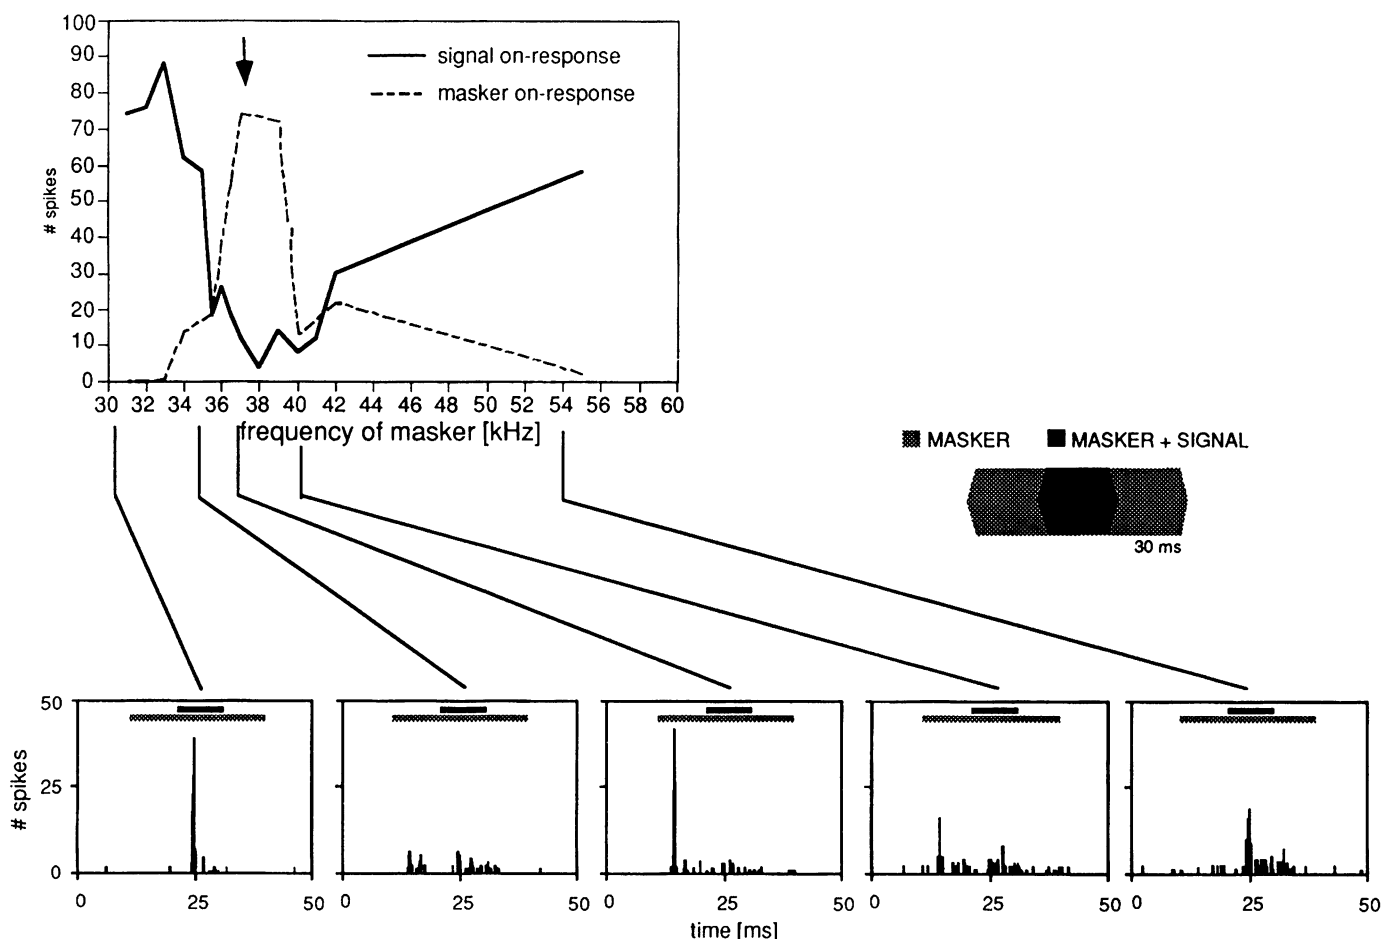 100
90
80
70
60
50
40
30
20
10
0
# spikes
signal on-response
masker on-response
30 32 34 36 38 40 42 44 46 48 50 52 54 56 58 60
frequency of masker [kHz]
MASKER MASKER + SIGNAL
30 ms
50
25
0
# spikes
0 25 50 0 25 50 0 25 50 0 25 50 0 25 50
time [ms]